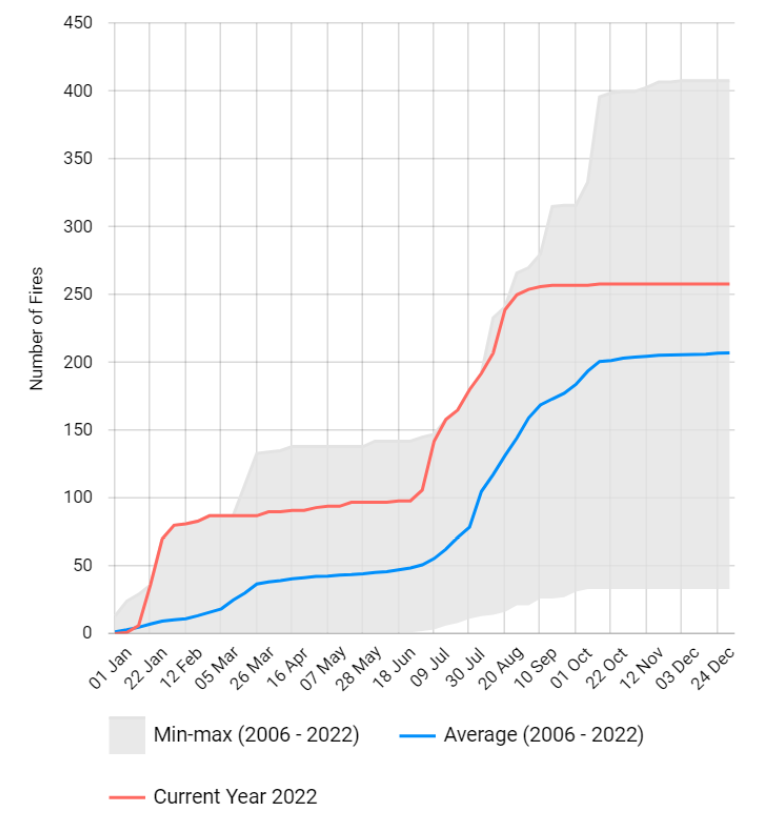 450
400
350
300
250
200
150
100
50
0
Number of Fires
01 Jan
22 Jan
12 Feb
05 Mar
26 Mar
16 Apr
07 May
28 May
18 Jun
09 Jul
30 Jul
20 Aug
10 Sep
01 Oct
22 Oct
12 Nov
03 Dec
24 Dec
Min-max (2006 - 2022)
Average (2006 - 2022)
Current Year 2022